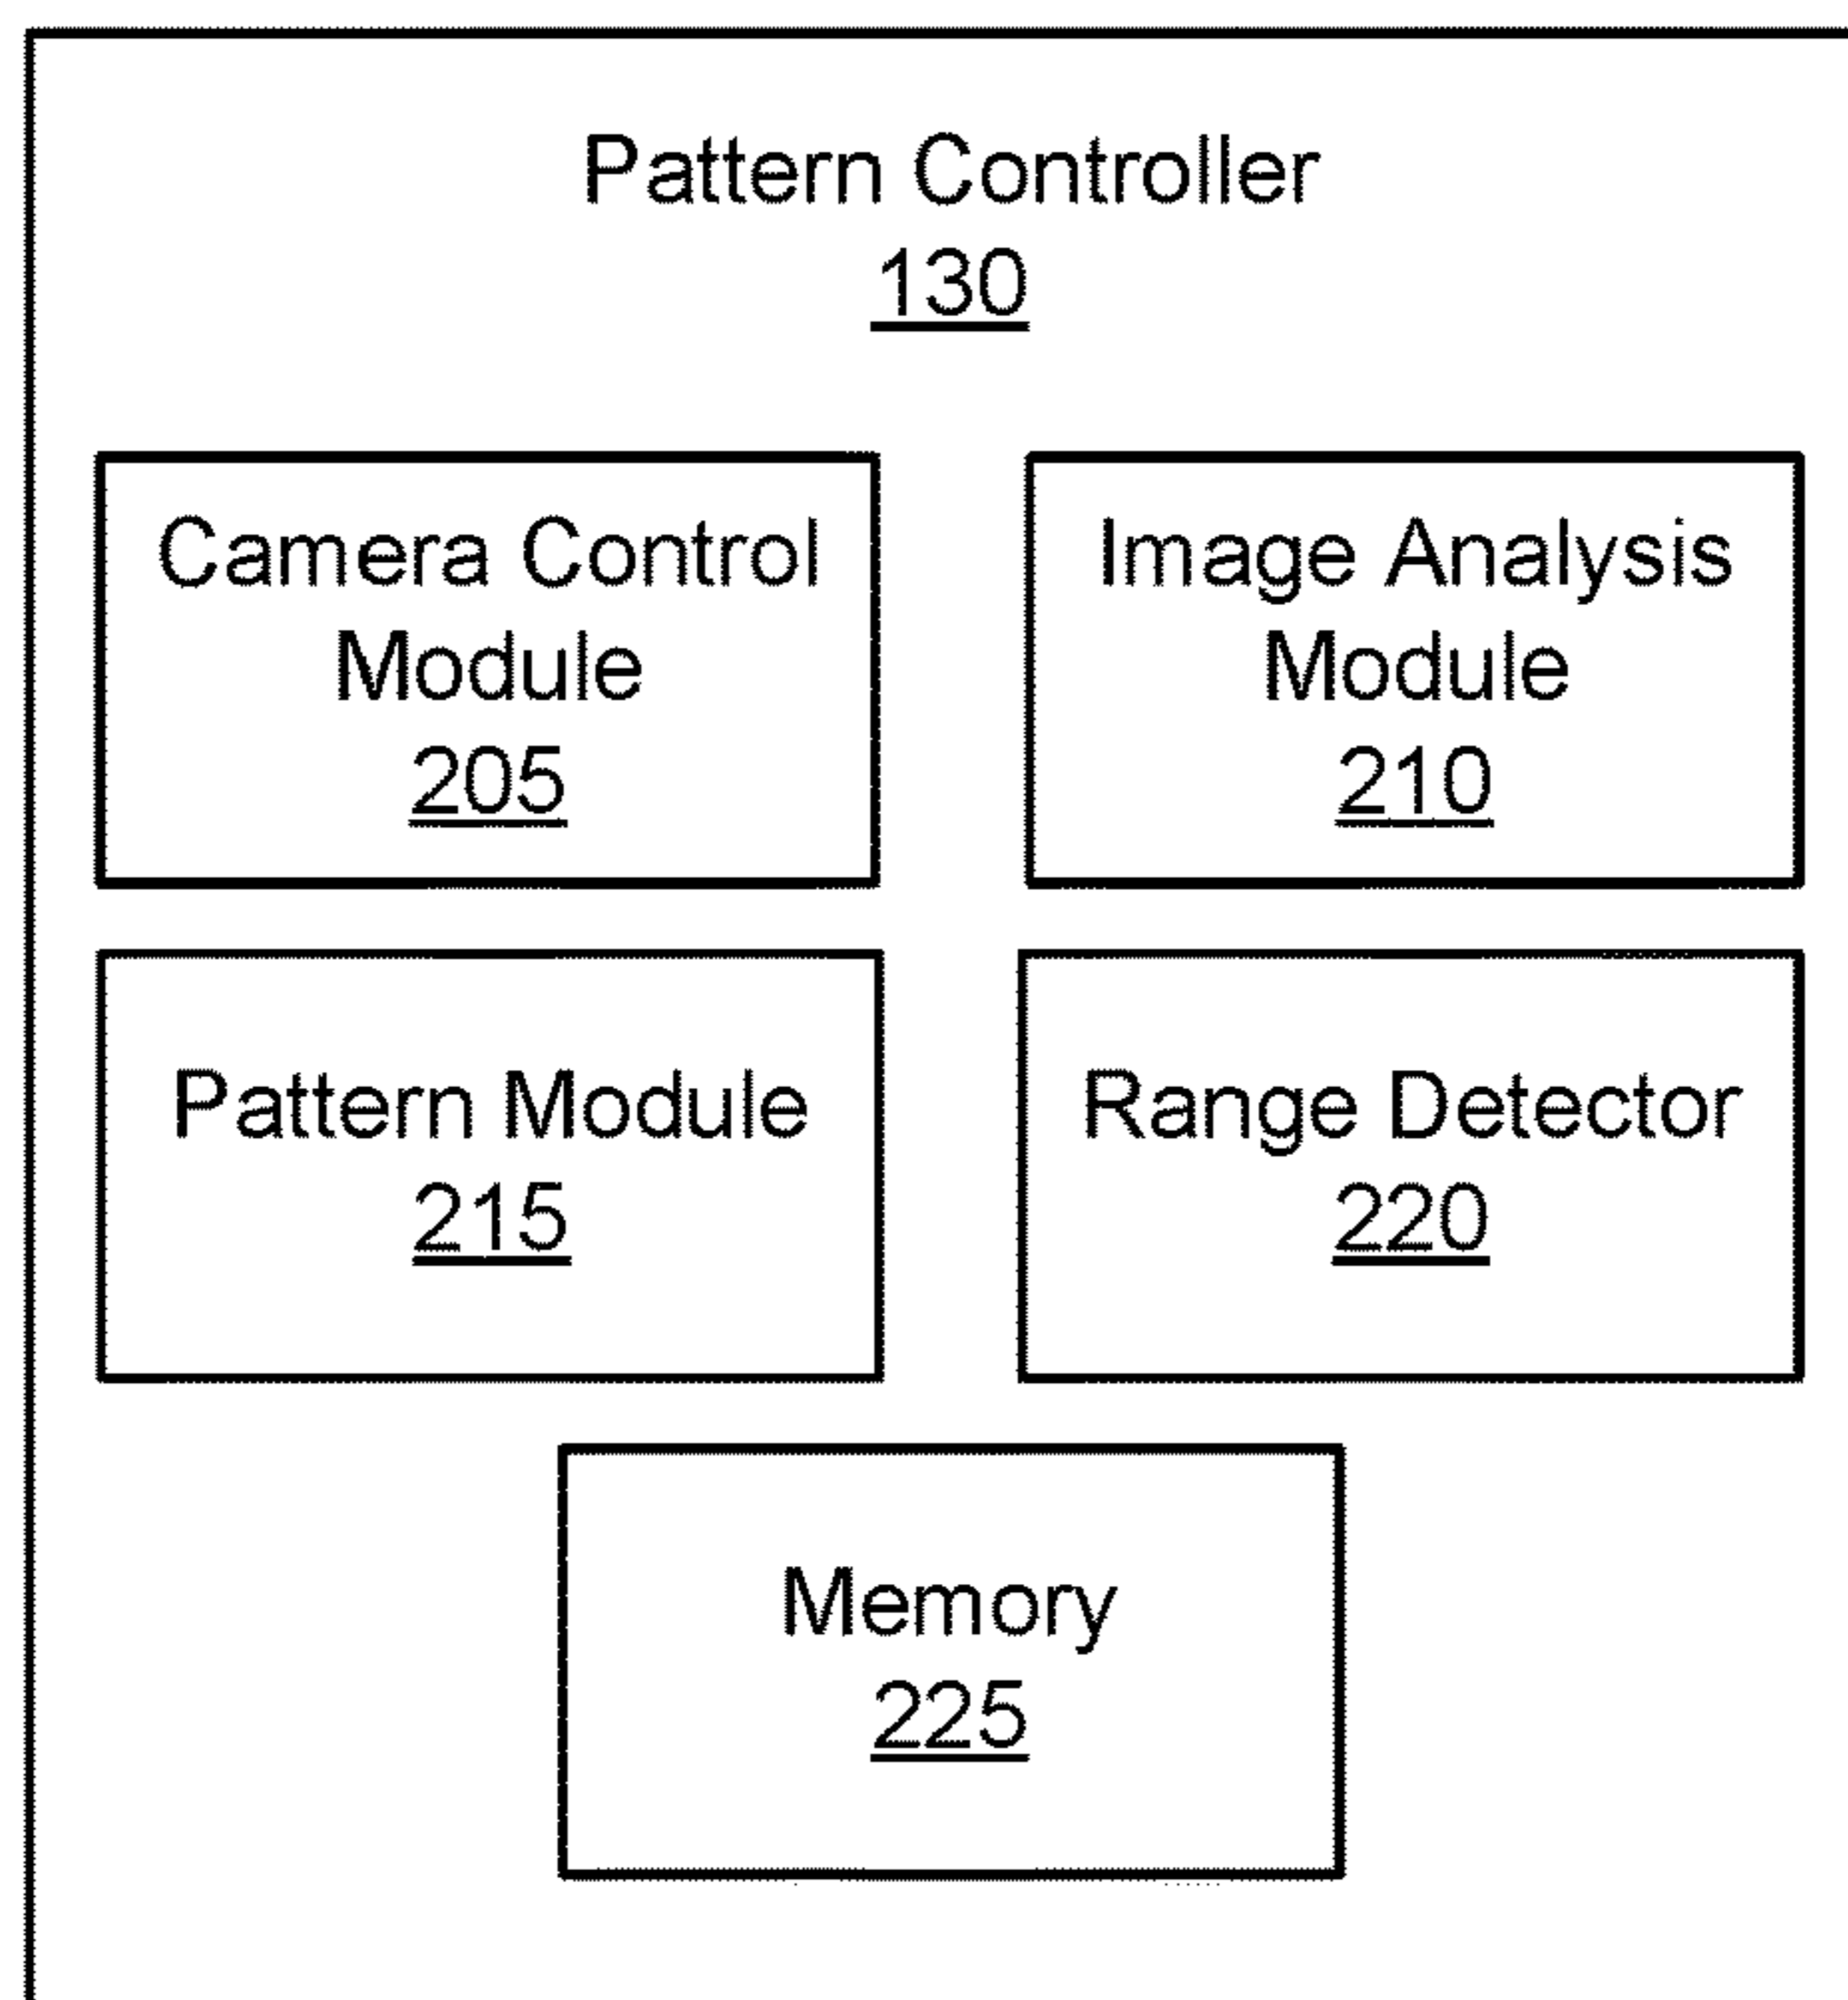 Pattern Controller
130
Camera Control
Module
205
Image Analysis
Module
210
Pattern Module
215
Range Detector
220
Memory
225